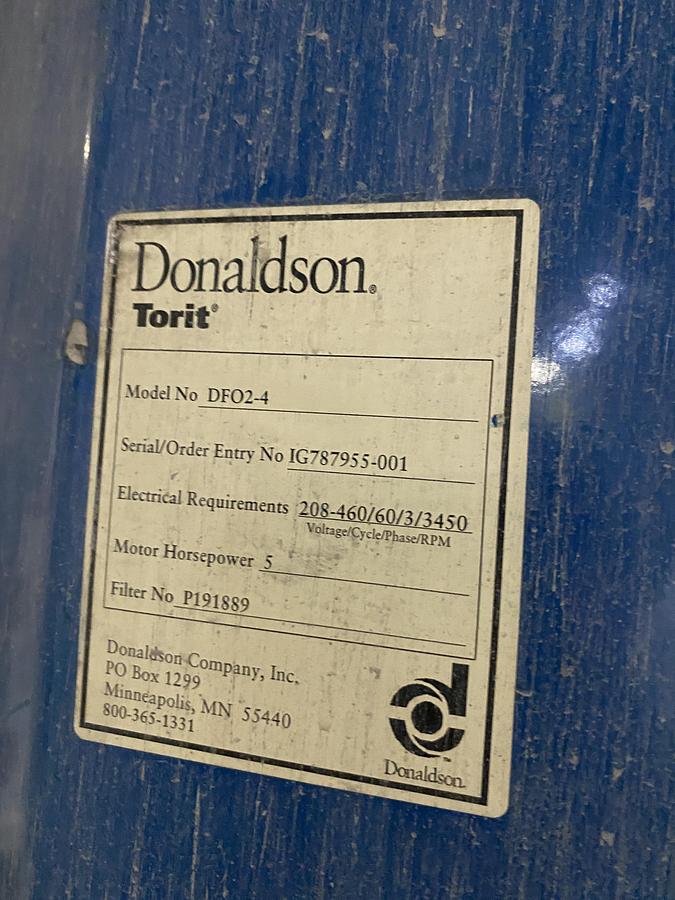 Donaldson®
Torit®
Model No DFO2-4
Serial/Order Entry No IG787955-001
Electrical Requirements 208-460/60/3/3450
Voltage/Cycle/Phase/RPM
Motor Horsepower 5
Filter No P191889
Donaldson Company, Inc.
PO Box 1299
Minneapolis, MN 55440
800-365-1331
Donaldson